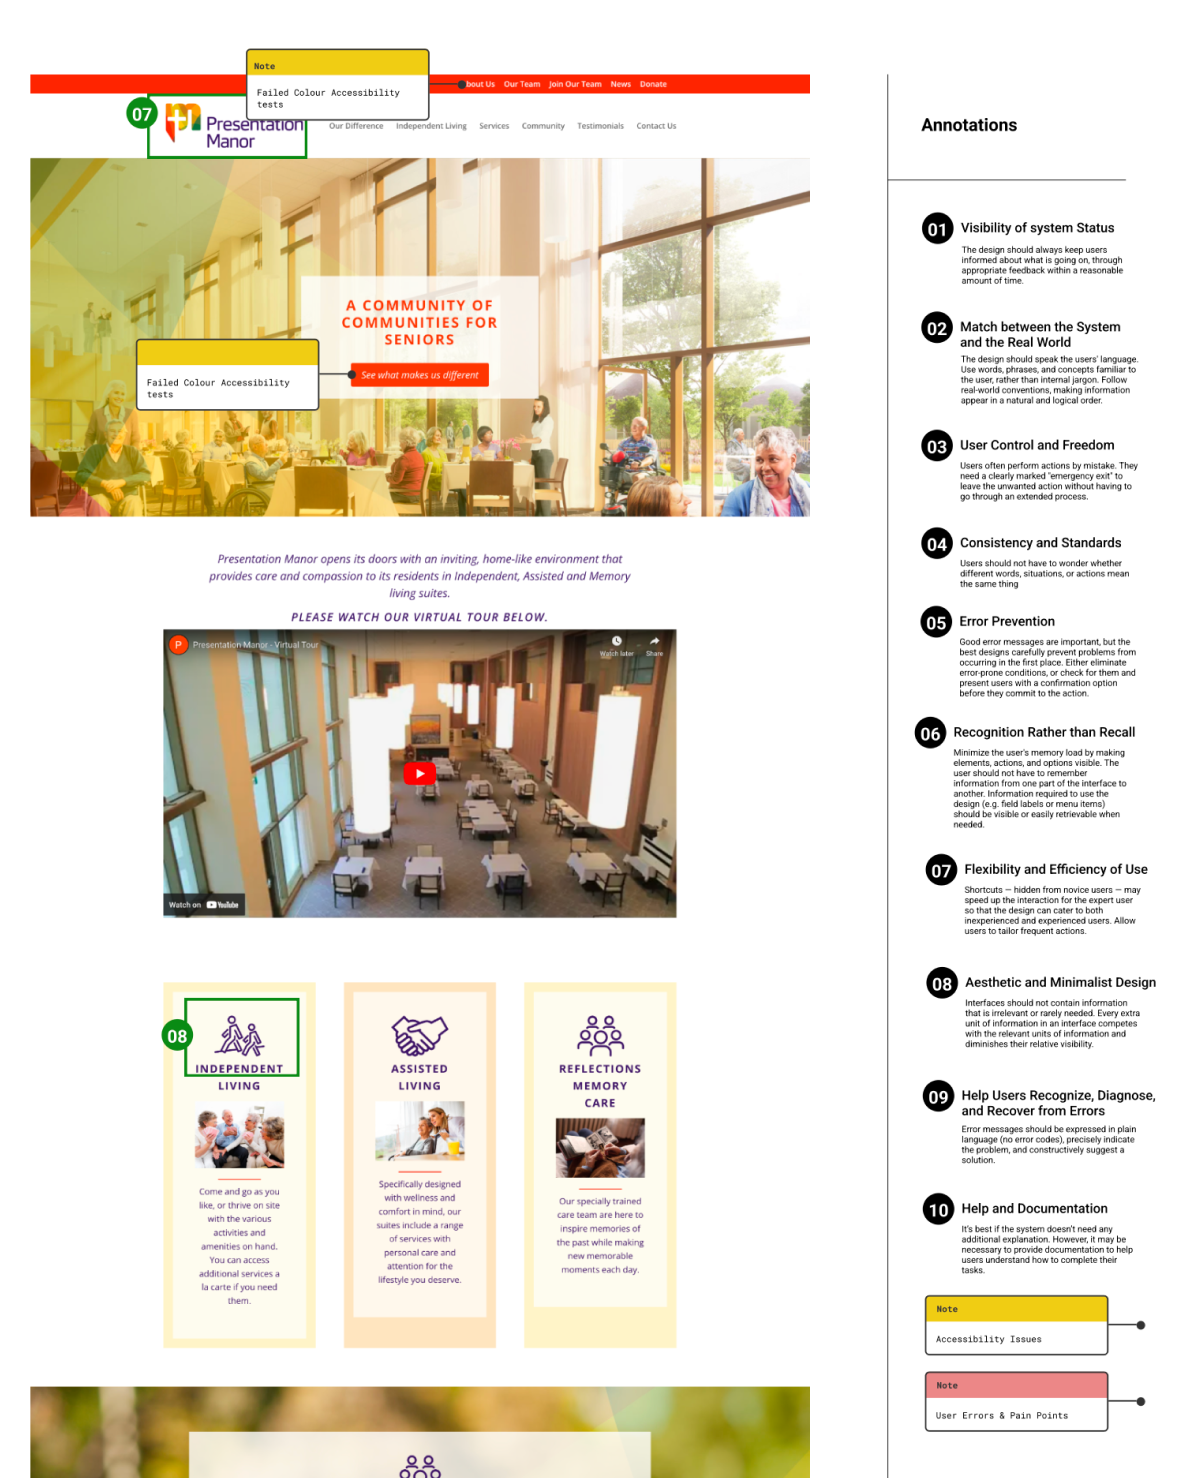 Note
Failed Colour Accessibility
tests
bout Us Our Team Join Our Team News Donate
07
Presentation
Manor
Our Difference Independent Living Services Community Testimonials Contact Us
A COMMUNITY OF
COMMUNITIES FOR
SENIORS
See what makes us different
Failed Colour Accessibility
tests
Presentation Manor opens its doors with an inviting, home-like environment that
provides care and compassion to its residents in Independent, Assisted and Memory
living suites.
PLEASE WATCH OUR VIRTUAL TOUR BELOW.
P Presentation Manor - Virtual Tour
Watch later Share
Watch on YouTube
08
INDEPENDENT
LIVING
Come and go as you
like, or thrive on site
with the various
activities and
amenities on hand.
You can access
additional services a
la carte if you need
them.
ASSISTED
LIVING
Specifically designed
with wellness and
comfort in mind, our
suites include a range
of services with
personal care and
attention for the
lifestyle you deserve.
REFLECTIONS
MEMORY
CARE
Our specially trained
care team are here to
inspire memories of
the past while making
new memorable
moments each day.
Annotations
01 Visibility of system Status
The design should always keep users
informed about what is going on, through
appropriate feedback within a reasonable
amount of time.
02 Match between the System
and the Real World
The design should speak the users' language.
Use words, phrases, and concepts familiar to
the user, rather than internal jargon. Follow
real-world conventions, making information
appear in a natural and logical order.
03 User Control and Freedom
Users often perform actions by mistake. They
need a clearly marked "emergency exit" to
leave the unwanted action without having to
go through an extended process.
04 Consistency and Standards
Users should not have to wonder whether
different words, situations, or actions mean
the same thing
05 Error Prevention
Good error messages are important, but the
best designs carefully prevent problems from
occurring in the first place. Either eliminate
error-prone conditions, or check for them and
present users with a confirmation option
before they commit to the action.
06 Recognition Rather than Recall
Minimize the user's memory load by making
elements, actions, and options visible. The
user should not have to remember
information from one part of the interface to
another. Information required to use the
design (e.g. field labels or menu items)
should be visible or easily retrievable when
needed.
07 Flexibility and Efficiency of Use
Shortcuts — hidden from novice users — may
speed up the interaction for the expert user
so that the design can cater to both
inexperienced and experienced users. Allow
users to tailor frequent actions.
08 Aesthetic and Minimalist Design
Interfaces should not contain information
that is irrelevant or rarely needed. Every extra
unit of information in an interface competes
with the relevant units of information and
diminishes their relative visibility.
09 Help Users Recognize, Diagnose,
and Recover from Errors
Error messages should be expressed in plain
language (no error codes), precisely indicate
the problem, and constructively suggest a
solution.
10 Help and Documentation
It's best if the system doesn't need any
additional explanation. However, it may be
necessary to provide documentation to help
users understand how to complete their
tasks.
Note
Accessibility Issues
Note
User Errors & Pain Points